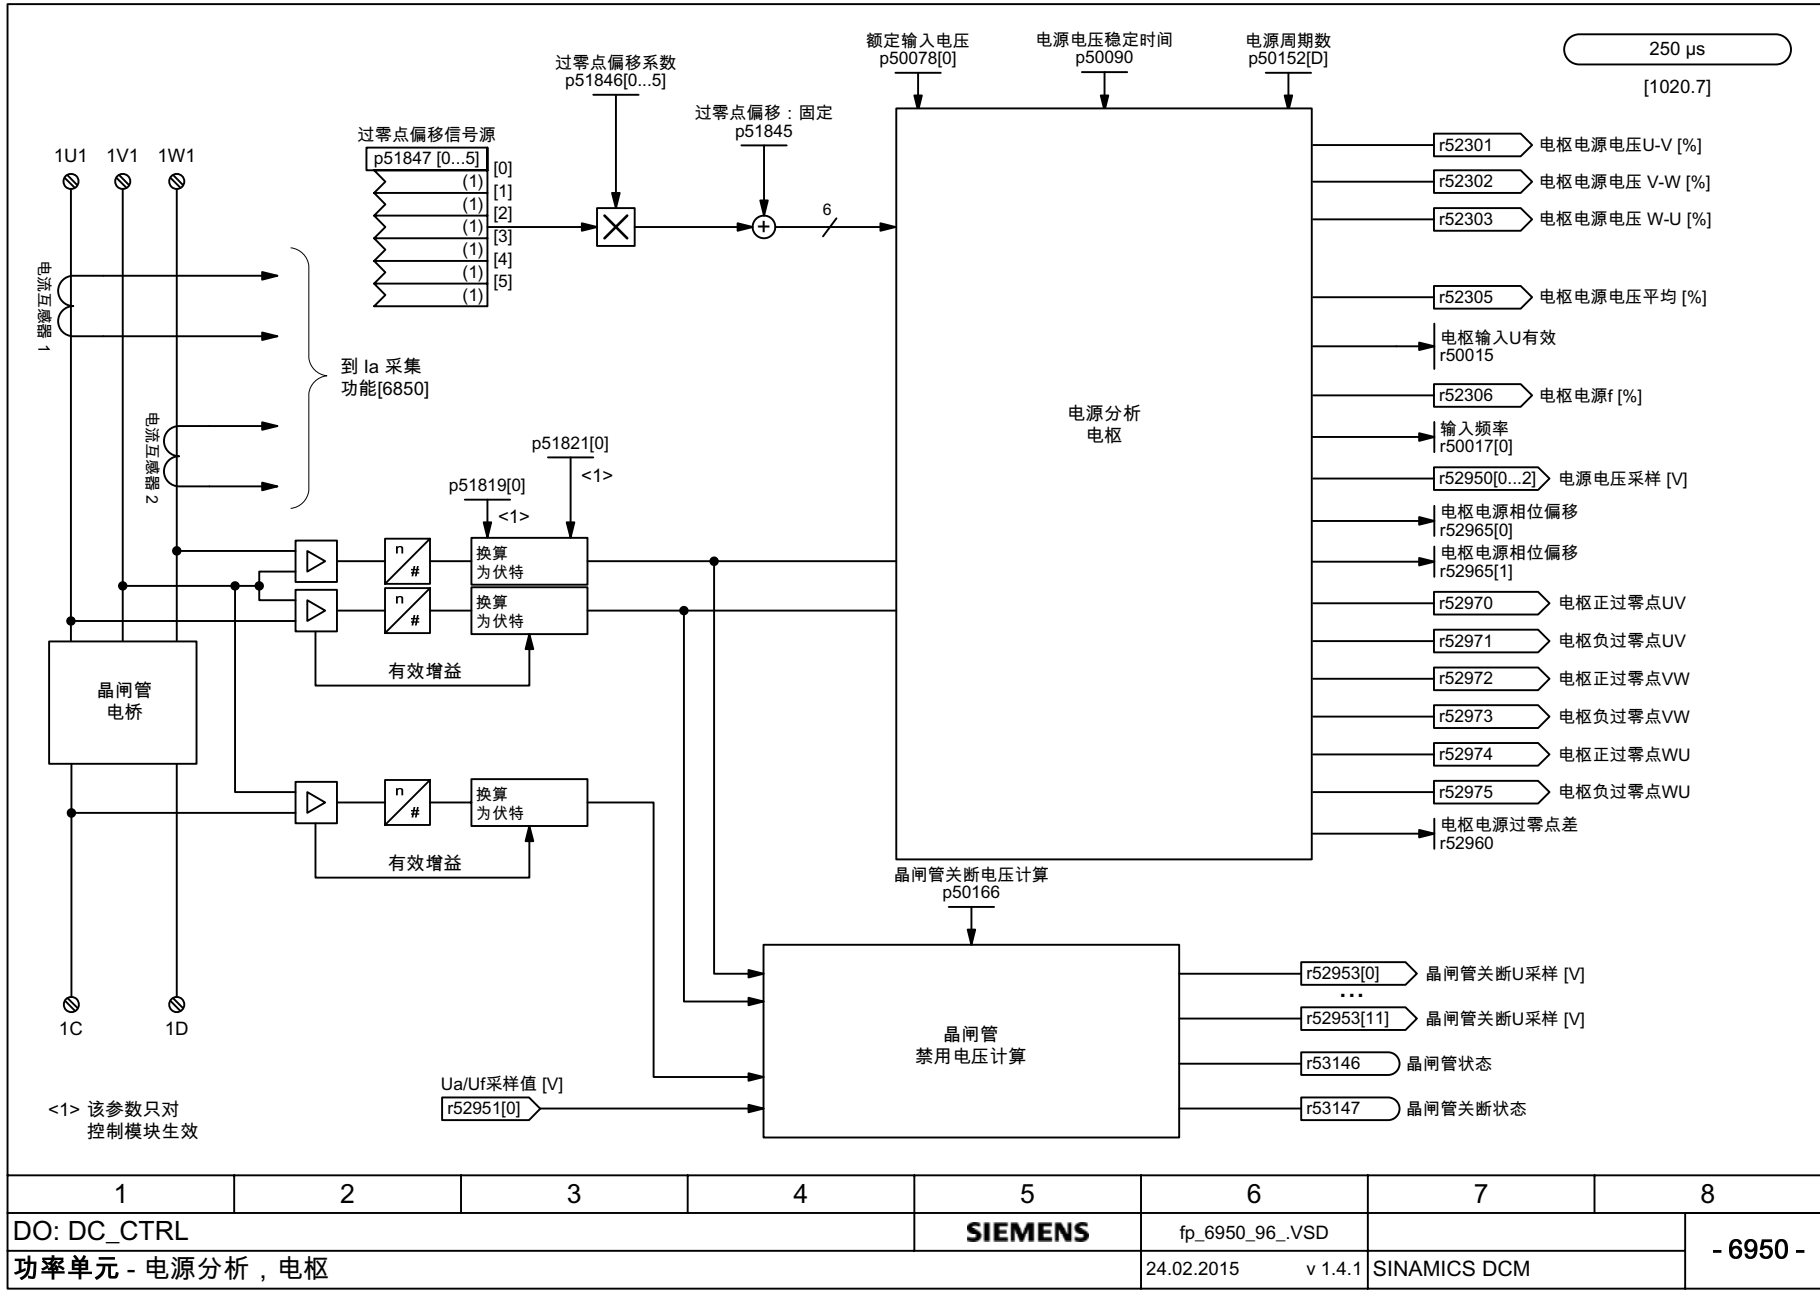 250 µs
[1020.7]
额定输入电压
p50078[0]
电源电压稳定时间
p50090
电源周期数
p50152[D]
过零点偏移系数
p51846[0...5]
过零点偏移：固定
p51845
过零点偏移信号源
p51847 [0...5]
[0]
(1)
[1]
(1)
[2]
(1)
[3]
(1)
[4]
(1)
[5]
(1)
6
1U1 1V1 1W1
电流互感器 1
电流互感器 2
到 Ia 采集
功能[6850]
p51821[0]
<1>
p51819[0]
<1>
n
#
换算
为伏特
n
#
换算
为伏特
有效增益
晶闸管
电桥
n
#
换算
为伏特
有效增益
1C 1D
<1> 该参数只对
控制模块生效
电源分析
电枢
r52301 电枢电源电压U-V [%]
r52302 电枢电源电压 V-W [%]
r52303 电枢电源电压 W-U [%]
r52305 电枢电源电压平均 [%]
电枢输入U有效
r50015
r52306 电枢电源f [%]
输入频率
r50017[0]
r52950[0...2] 电源电压采样 [V]
电枢电源相位偏移
r52965[0]
电枢电源相位偏移
r52965[1]
r52970 电枢正过零点UV
r52971 电枢负过零点UV
r52972 电枢正过零点VW
r52973 电枢负过零点VW
r52974 电枢正过零点WU
r52975 电枢负过零点WU
电枢电源过零点差
r52960
晶闸管关断电压计算
p50166
晶闸管
禁用电压计算
Ua/Uf采样值 [V]
r52951[0]
r52953[0] 晶闸管关断U采样 [V]
...
r52953[11] 晶闸管关断U采样 [V]
r53146 晶闸管状态
r53147 晶闸管关断状态
1 2 3 4 5 6 7 8
DO: DC_CTRL
SIEMENS
fp_6950_96_.VSD
- 6950 -
功率单元 - 电源分析，电枢
24.02.2015 v 1.4.1 SINAMICS DCM